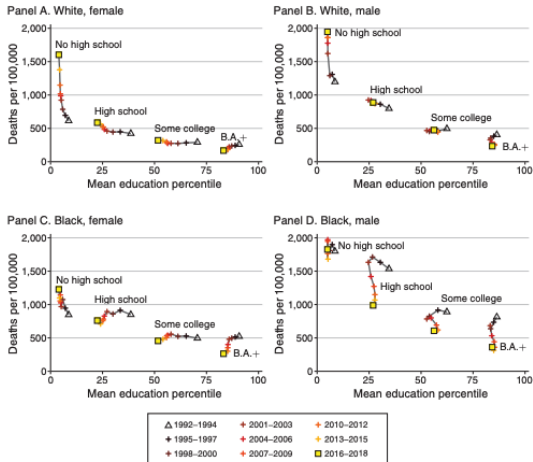 Panel A. White, female
Deaths per 100,000
2,000
1,500
1,000
500
0
No high school
High school
Some college
B.A.+
0 25 50 75 100
Mean education percentile
Panel B. White, male
Deaths per 100,000
2,000
1,500
1,000
500
0
No high school
High school
Some college
B.A.+
0 25 50 75 100
Mean education percentile
Panel C. Black, female
Deaths per 100,000
2,000
1,500
1,000
500
0
No high school
High school
Some college
B.A.+
0 25 50 75 100
Mean education percentile
Panel D. Black, male
Deaths per 100,000
2,000
1,500
1,000
500
0
No high school
High school
Some college
B.A.+
0 25 50 75 100
Mean education percentile
1992–1994 2001–2003 2010–2012
1995–1997 2004–2006 2013–2015
1998–2000 2007–2009 2016–2018